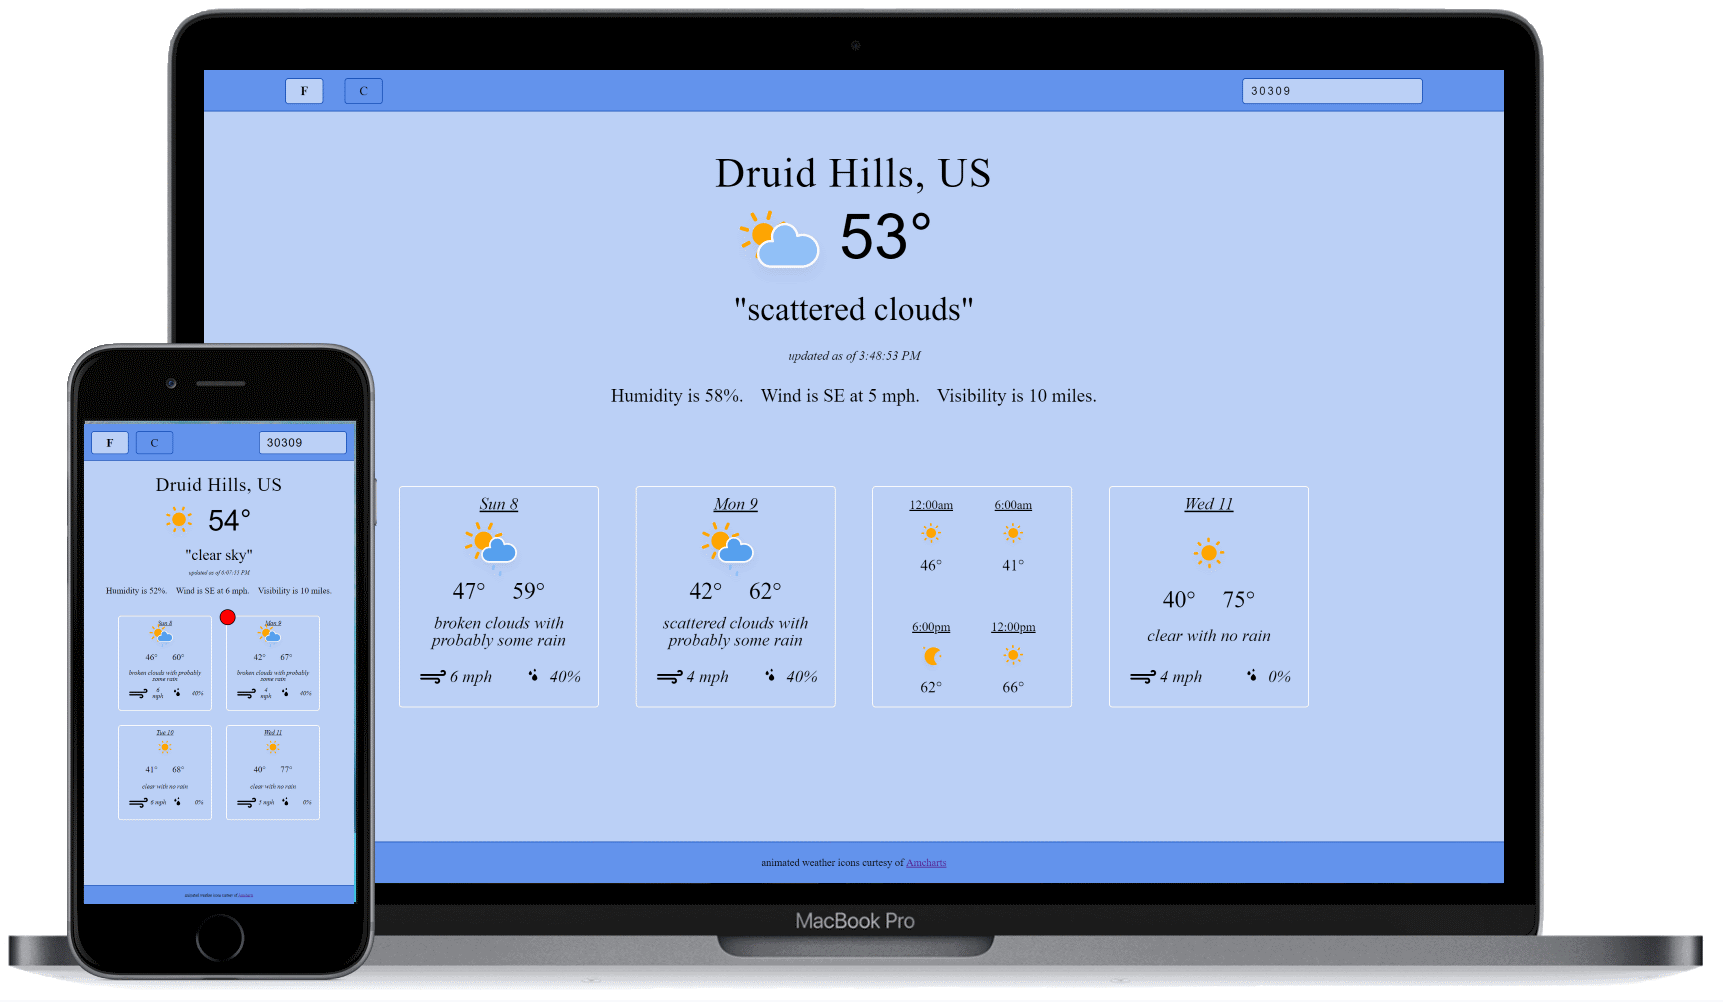 F C 30309
Druid Hills, US
53°
"scattered clouds"
updated as of 3:48:53 PM
Humidity is 58%. Wind is SE at 5 mph. Visibility is 10 miles.
Sun 8
47° 59°
broken clouds with
probably some rain
6 mph 40%
Mon 9
42° 62°
scattered clouds with
probably some rain
4 mph 40%
12:00am 6:00am
46° 41°
6:00pm 12:00pm
62° 66°
Wed 11
40° 75°
clear with no rain
4 mph 0%
animated weather icons curtesy of Amcharts
MacBook Pro
F C 30309
Druid Hills, US
54°
"clear sky"
updated as of
Humidity is 52%. Wind is SE at 6 mph. Visibility is 10 miles.
Sun 8
46° 60°
broken clouds with probably
some rain
6
mph 40%
Mon 9
42° 67°
broken clouds with probably
some rain
4
mph 40%
Tue 10
41° 68°
clear with no rain
mph 0%
Wed 11
40° 77°
clear with no rain
mph 0%
animated weather icons curtesy of Amcharts